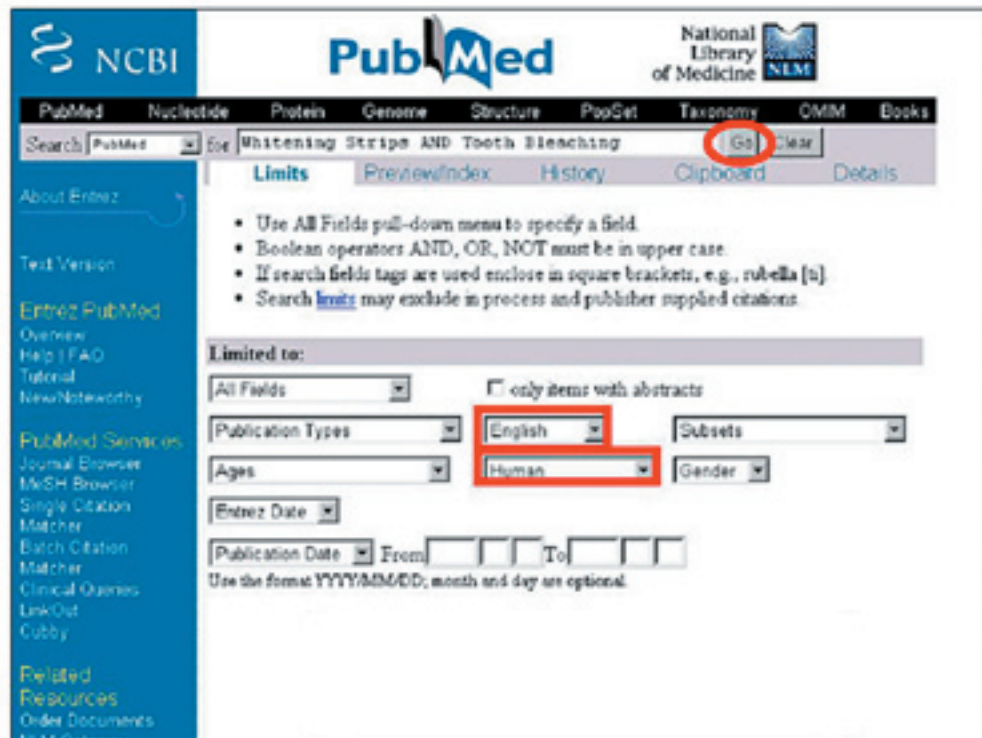 NCBI
PubMed
National
Library
of Medicine NLM
PubMed Nucleotide Protein Genome Structure PopSet Taxonomy OMIM Books
Search PubMed for Whitening Strips AND Tooth Bleaching Go Clear
Limits Preview/Index History Clipboard Details
About Entrez
Text Version
Entrez PubMed
Overview
Help | FAQ
Tutorial
New/Noteworthy
PubMed Services
Journal Browser
MeSH Browser
Single Citation
Matcher
Batch Citation
Matcher
Clinical Queries
LinkOut
Cubby
Related
Resources
Order Documents
• Use All Fields pull-down menu to specify a field.
• Boolean operators AND, OR, NOT must be in upper case.
• If search fields tags are used enclose in square brackets, e.g., rubella [ti].
• Search limits may exclude in process and publisher supplied citations.
Limited to:
All Fields only items with abstracts
Publication Types English Subsets
Ages Human Gender
Entrez Date
Publication Date From To
Use the format YYYY/MM/DD; month and day are optional.